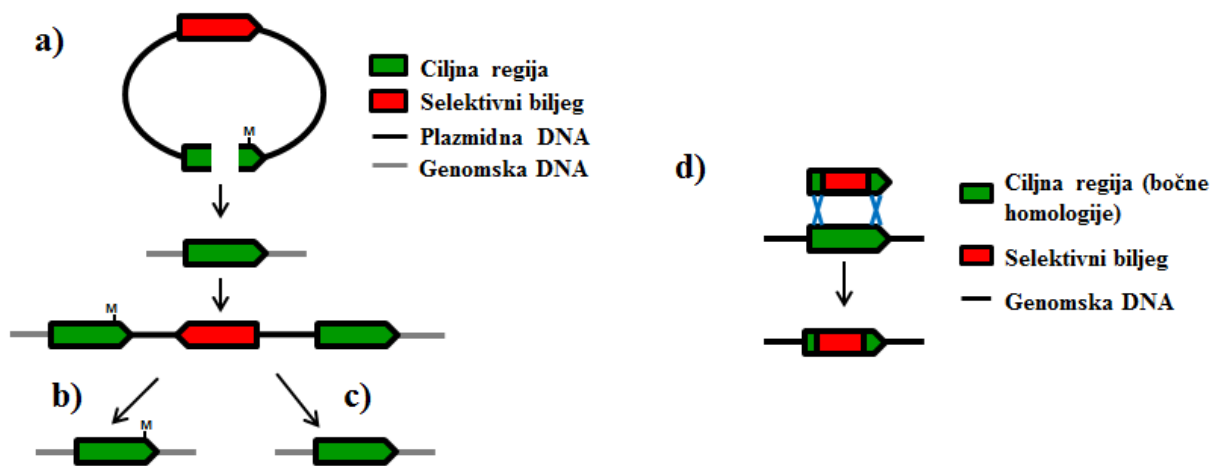 a)
Ciljna regija
Selektivni biljeg
M
Plazmidna DNA
Genomska DNA
d)
Ciljna regija (bočne
homologije)
Selektivni biljeg
Genomska DNA
M
b)
c)
M